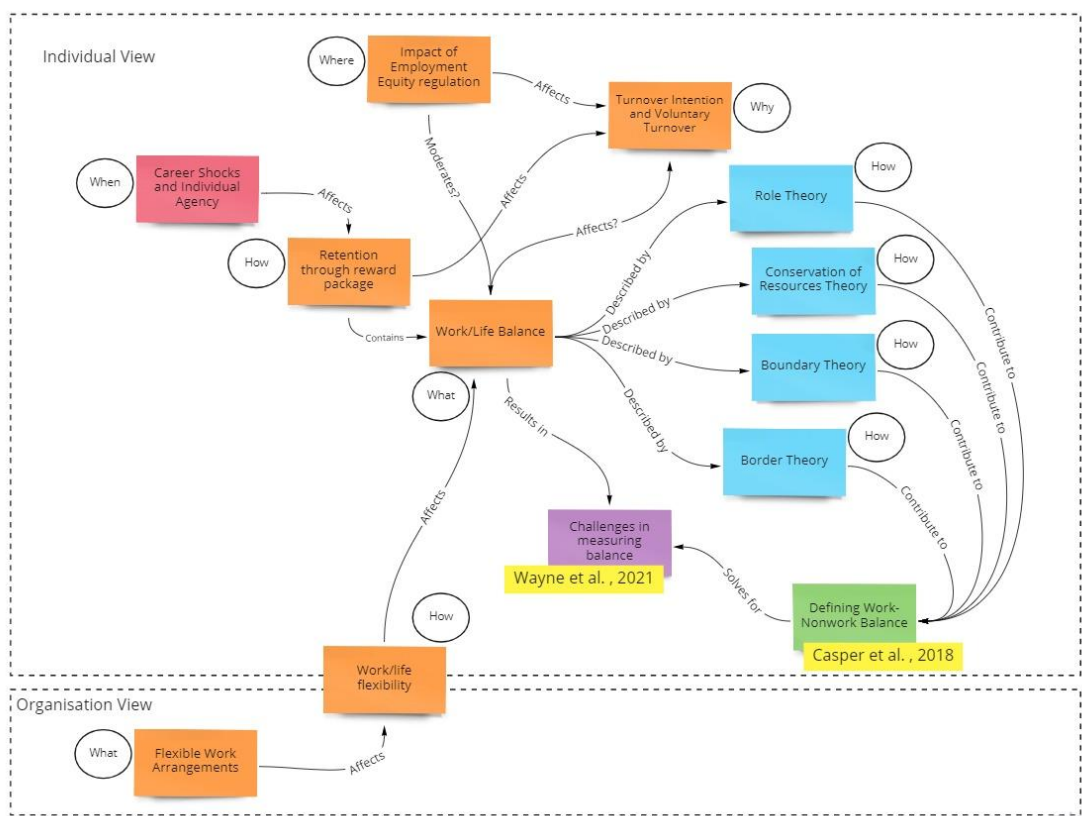 Individual View
Where
Impact of
Employment
Equity regulation
Affects
Turnover Intention
and Voluntary
Turnover
Why
When
Career Shocks
and Individual
Agency
Affects
Moderates?
Affects
Affects?
How
Retention
through reward
package
Contains
Work/Life Balance
What
Described by
Described by
Described by
Described by
Role Theory
How
Conservation of
Resources Theory
How
Boundary Theory
How
Border Theory
How
Contribute to
Contribute to
Contribute to
Contribute to
Results in
Challenges in
measuring
balance
Wayne et al. , 2021
Solves for
Defining Work-
Nonwork Balance
Casper et al. , 2018
Affects
How
Work/life
flexibility
Organisation View
What
Flexible Work
Arrangements
Affects